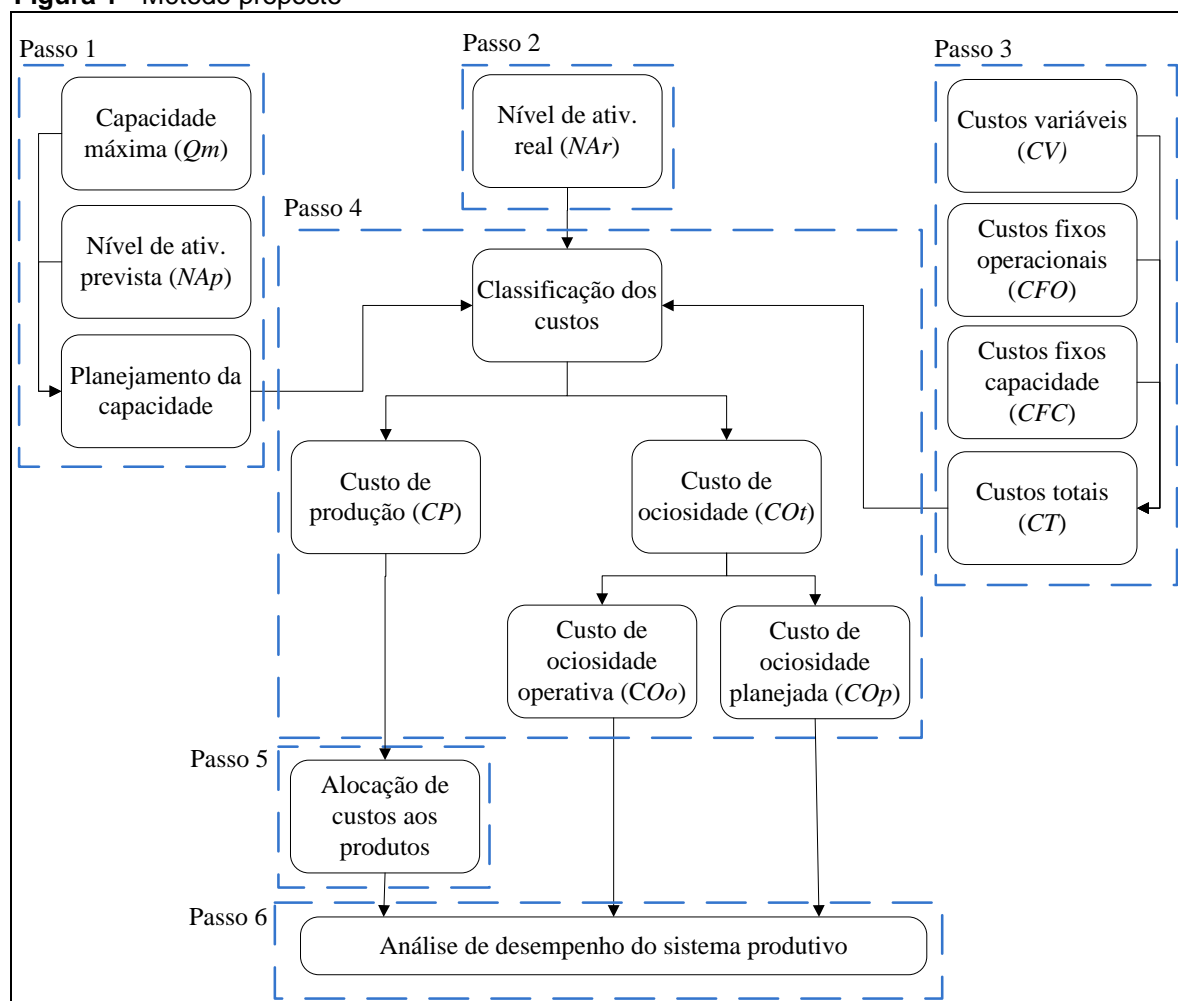 Figura 1 - Método proposto
Passo 1
Capacidade
máxima (Qm)
Nível de ativ.
prevista (NAp)
Planejamento da
capacidade
Passo 2
Nível de ativ.
real (NAr)
Passo 3
Custos variáveis
(CV)
Custos fixos
operacionais
(CFO)
Custos fixos
capacidade
(CFC)
Custos totais
(CT)
Passo 4
Classificação dos
custos
Custo de
produção (CP)
Custo de
ociosidade (COt)
Custo de
ociosidade
operativa (COo)
Custo de
ociosidade
planejada (COp)
Passo 5
Alocação de
custos aos
produtos
Passo 6
Análise de desempenho do sistema produtivo